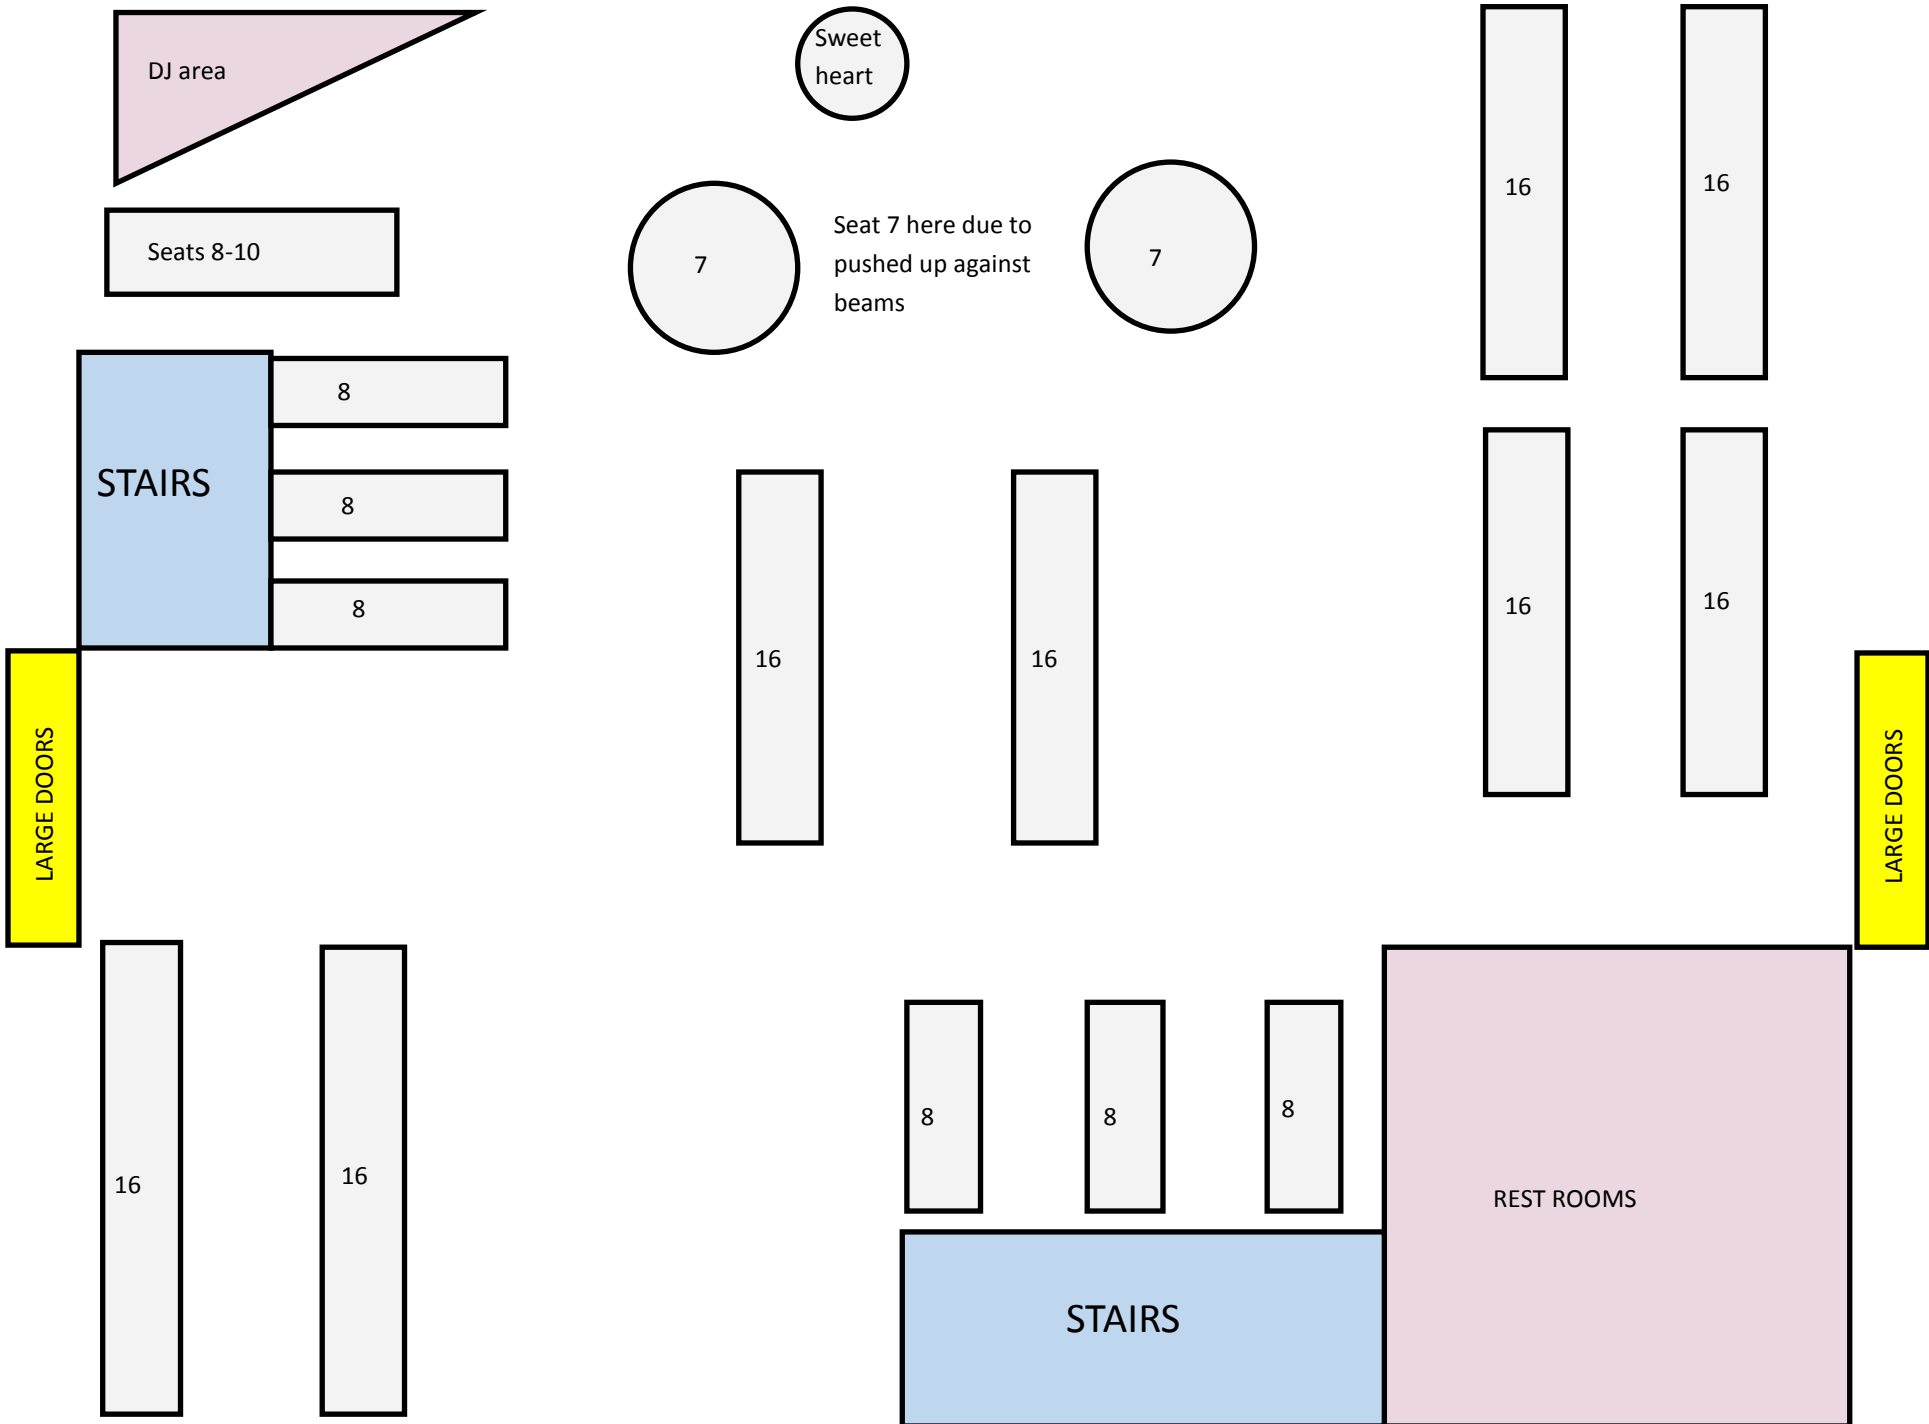 DJ area
Sweet
heart
16
16
Seats 8-10
7
Seat 7 here due to
pushed up against
beams
7
8
STAIRS
8
8
16
16
16
16
LARGE DOORS
LARGE DOORS
16
16
8
8
8
REST ROOMS
STAIRS